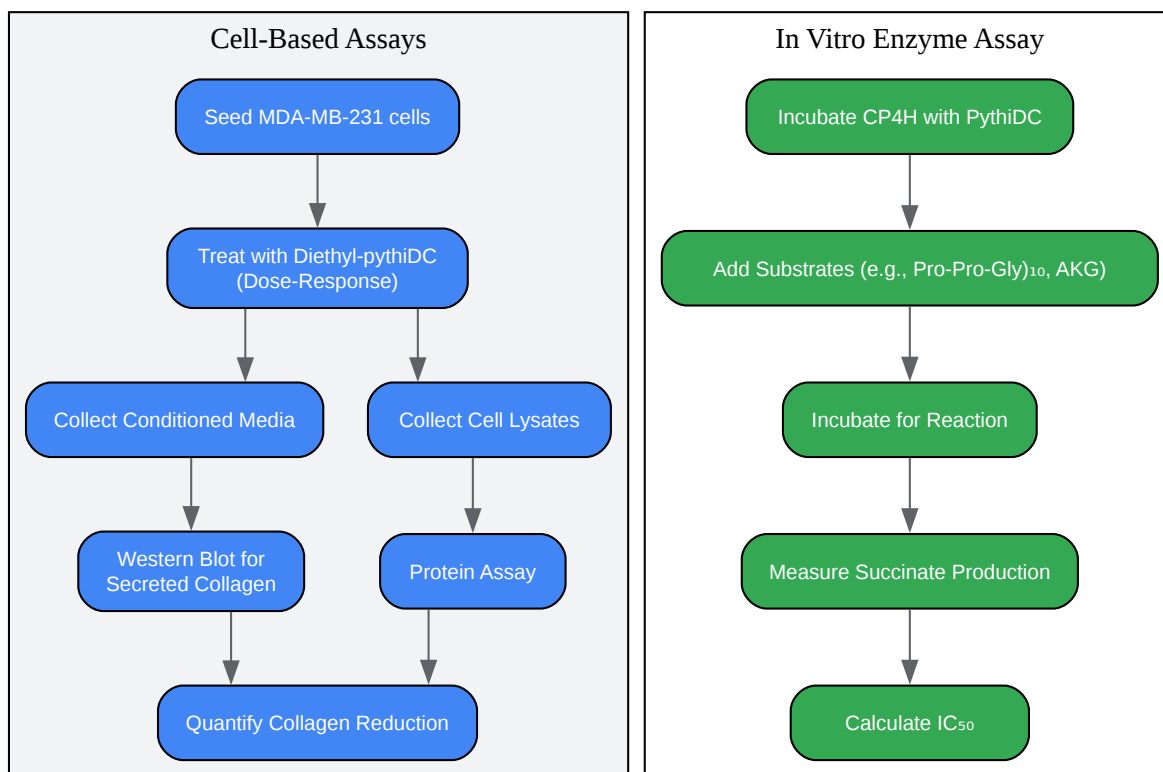 Cell-Based Assays
Seed MDA-MB-231 cells
Treat with Diethyl-pythiDC
(Dose-Response)
Collect Conditioned Media
Collect Cell Lysates
Western Blot for
Secreted Collagen
Protein Assay
Quantify Collagen Reduction
In Vitro Enzyme Assay
Incubate CP4H with PythiDC
Add Substrates (e.g., Pro-Pro-Gly)₁₀, AKG)
Incubate for Reaction
Measure Succinate Production
Calculate IC₅₀